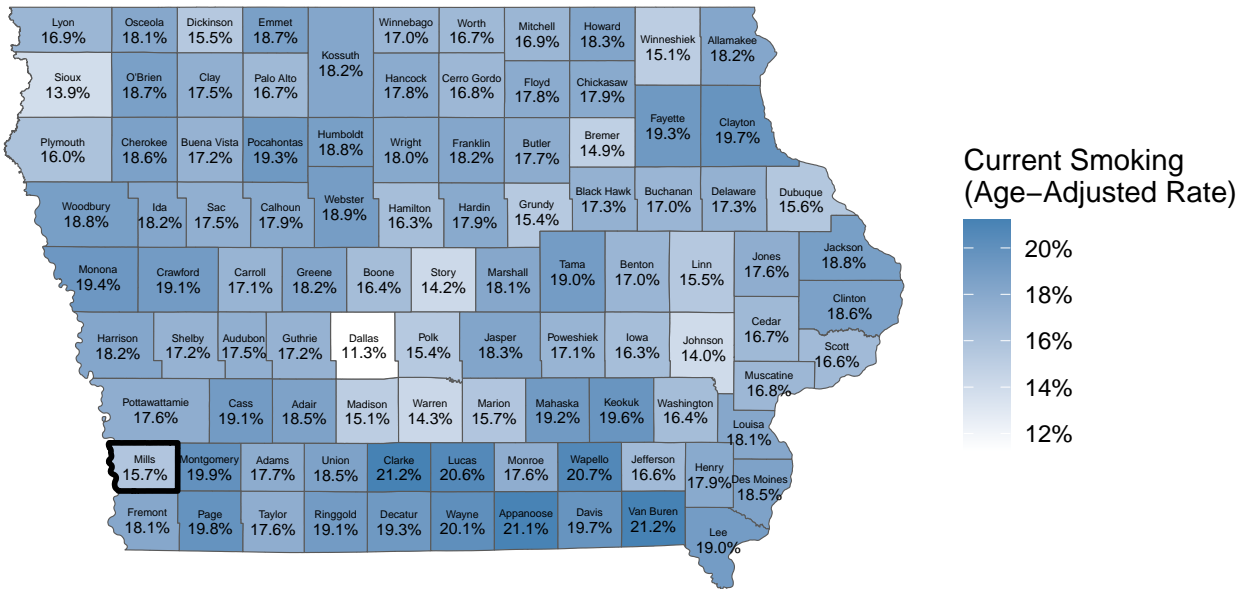 Lyon
16.9%
Osceola
18.1%
Dickinson
15.5%
Emmet
18.7%
Kossuth
18.2%
Winnebago
17.0%
Worth
16.7%
Mitchell
16.9%
Howard
18.3%
Winneshiek
15.1%
Allamakee
18.2%
Sioux
13.9%
O'Brien
18.7%
Clay
17.5%
Palo Alto
16.7%
Hancock
17.8%
Cerro Gordo
16.8%
Floyd
17.8%
Chickasaw
17.9%
Fayette
19.3%
Clayton
19.7%
Plymouth
16.0%
Cherokee
18.6%
Buena Vista
17.2%
Pocahontas
19.3%
Humboldt
18.8%
Wright
18.0%
Franklin
18.2%
Butler
17.7%
Bremer
14.9%
Woodbury
18.8%
Ida
18.2%
Sac
17.5%
Calhoun
17.9%
Webster
18.9%
Hamilton
16.3%
Hardin
17.9%
Grundy
15.4%
Black Hawk
17.3%
Buchanan
17.0%
Delaware
17.3%
Dubuque
15.6%
Monona
19.4%
Crawford
19.1%
Carroll
17.1%
Greene
18.2%
Boone
16.4%
Story
14.2%
Marshall
18.1%
Tama
19.0%
Benton
17.0%
Linn
15.5%
Jones
17.6%
Jackson
18.8%
Clinton
18.6%
Harrison
18.2%
Shelby
17.2%
Audubon
17.5%
Guthrie
17.2%
Dallas
11.3%
Polk
15.4%
Jasper
18.3%
Poweshiek
17.1%
Iowa
16.3%
Johnson
14.0%
Cedar
16.7%
Scott
16.6%
Muscatine
16.8%
Pottawattamie
17.6%
Cass
19.1%
Adair
18.5%
Madison
15.1%
Warren
14.3%
Marion
15.7%
Mahaska
19.2%
Keokuk
19.6%
Washington
16.4%
Louisa
18.1%
Mills
15.7%
Montgomery
19.9%
Adams
17.7%
Union
18.5%
Clarke
21.2%
Lucas
20.6%
Monroe
17.6%
Wapello
20.7%
Jefferson
16.6%
Henry
17.9%
Des Moines
18.5%
Fremont
18.1%
Page
19.8%
Taylor
17.6%
Ringgold
19.1%
Decatur
19.3%
Wayne
20.1%
Appanoose
21.1%
Davis
19.7%
Van Buren
21.2%
Lee
19.0%
Current Smoking
(Age−Adjusted Rate)
20%
18%
16%
14%
12%